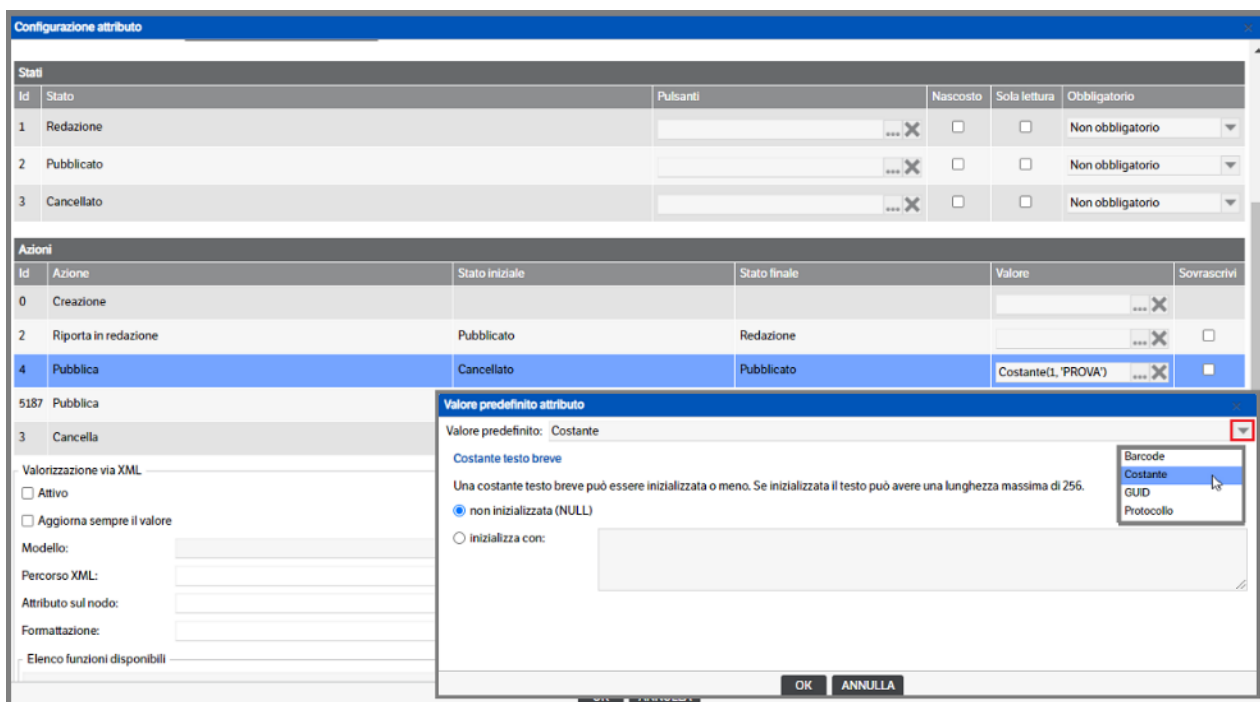 Configurazione attributo
Stati
Id Stato Pulsanti Nascosto Sola lettura Obbligatorio
1 Redazione ... Non obbligatorio
2 Pubblicato ... Non obbligatorio
3 Cancellato ... Non obbligatorio
Azioni
Id Azione Stato iniziale Stato finale Valore Sovrascrivi
0 Creazione ...
2 Riporta in redazione Pubblicato Redazione ...
4 Pubblica Cancellato Pubblicato Costante(1, 'PROVA') ...
5187 Pubblica
3 Cancella
Valorizzazione via XML
Attivo
Aggiorna sempre il valore
Modello:
Percorso XML:
Attributo sul nodo:
Formattazione:
Elenco funzioni disponibili
Valore predefinito attributo
Valore predefinito: Costante
Costante testo breve
Una costante testo breve può essere inizializzata o meno. Se inizializzata il testo può avere una lunghezza massima di 256.
non inizializzata (NULL)
inizializza con:
Barcode
Costante
GUID
Protocollo
OK ANNULLA